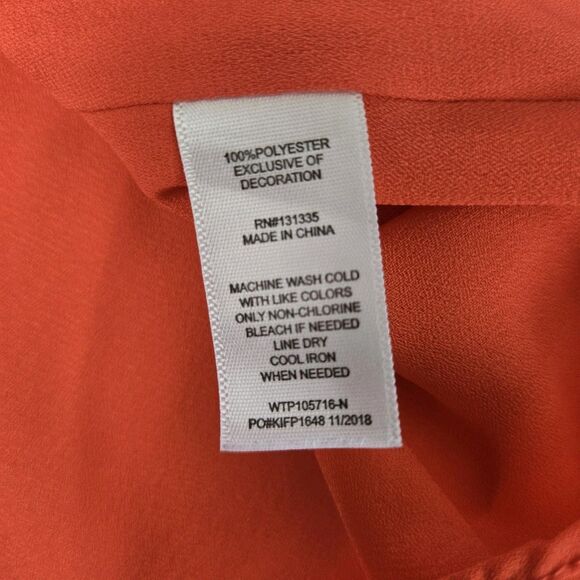 100%POLYESTER
EXCLUSIVE OF
DECORATION
RN#131335
MADE IN CHINA
MACHINE WASH COLD
WITH LIKE COLORS
ONLY NON-CHLORINE
BLEACH IF NEEDED
LINE DRY
COOL IRON
WHEN NEEDED
WTP105716-N
PO#KIFP1648 11/2018